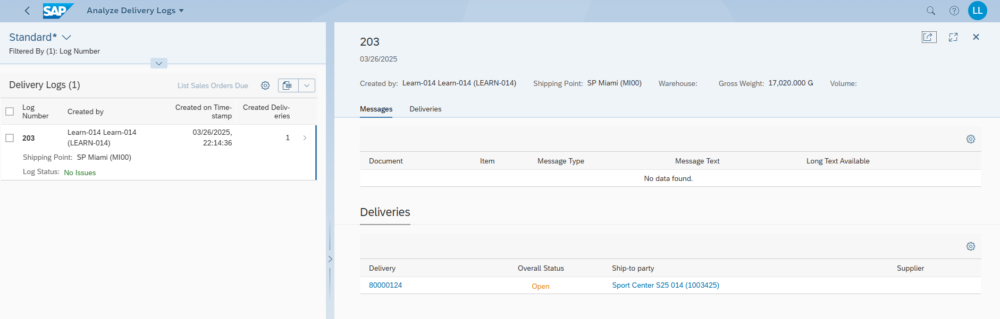 SAP Analyze Delivery Logs
LL
Standard*
Filtered By (1): Log Number
Delivery Logs (1)
List Sales Orders Due
Log
Number
Created by
Created on Time-
stamp
Created Deliv-
eries
203
Learn-014 Learn-014
(LEARN-014)
03/26/2025,
22:14:36
1
Shipping Point: SP Miami (MI00)
Log Status: No Issues
203
03/26/2025
Created by: Learn-014 Learn-014 (LEARN-014) Shipping Point: SP Miami (MI00) Warehouse: Gross Weight: 17,020.000 G Volume:
Messages Deliveries
Document Item Message Type Message Text Long Text Available
No data found.
Deliveries
Delivery Overall Status Ship-to party Supplier
80000124 Open Sport Center S25 014 (1003425)